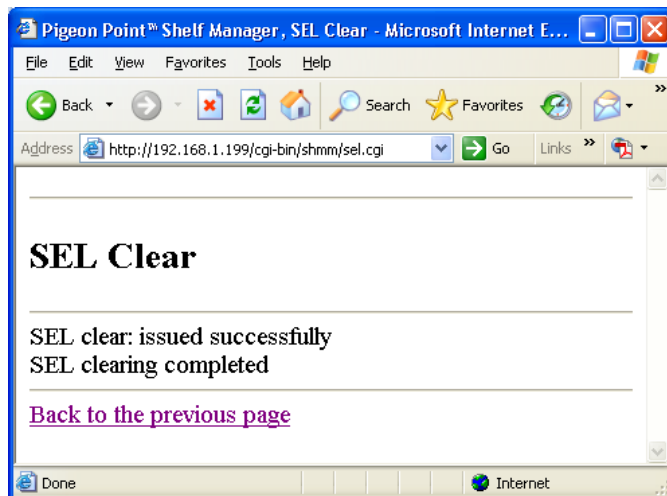 Pigeon Point™ Shelf Manager, SEL Clear - Microsoft Internet E...
File Edit View Favorites Tools Help
Back Search Favorites »
Address http://192.168.1.199/cgi-bin/shmm/sel.cgi Go Links »
SEL Clear
SEL clear: issued successfully
SEL clearing completed
Back to the previous page
Done Internet